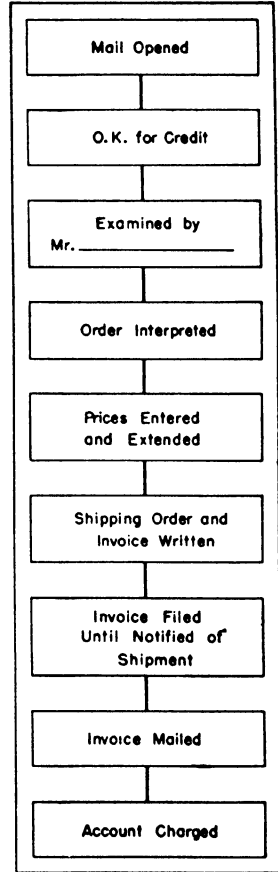 Mail Opened
O.K. for Credit
Examined by
Mr. ____________________
Order Interpreted
Prices Entered
and Extended
Shipping Order and
Invoice Written
Invoice Filed
Until Notified of
Shipment
Invoice Mailed
Account Charged